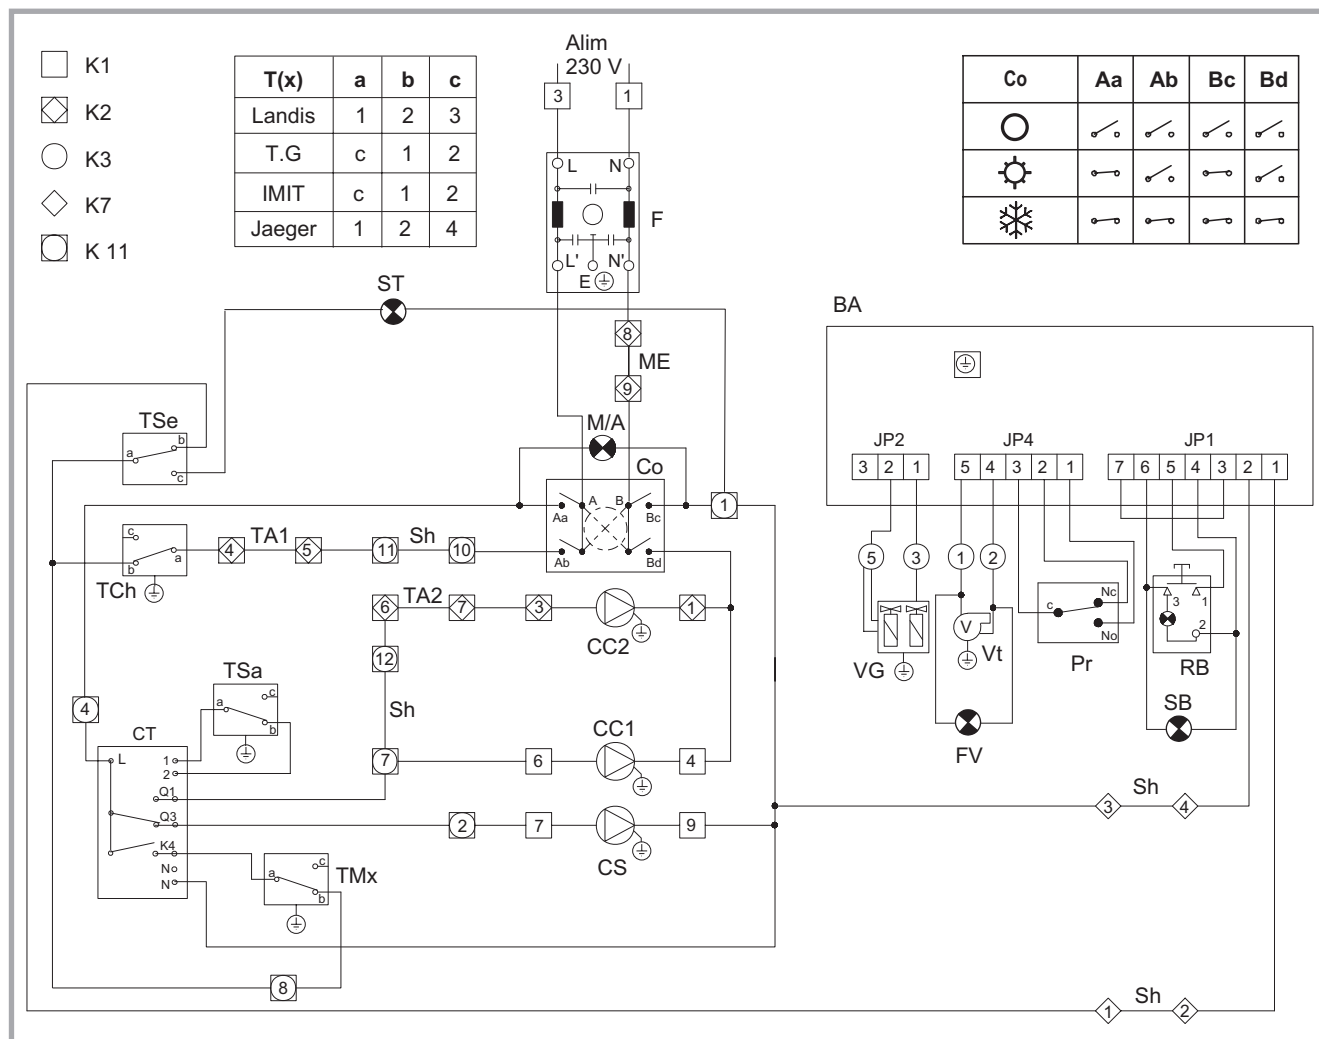 Alim
230 V
K1
K2
K3
K7
K 11
T(x) a b c
Landis 1 2 3
T.G c 1 2
IMIT c 1 2
Jaeger 1 2 4
3 1
L N
F
L' N'
E
Co Aa Ab Bc Bd
ST
8
ME
9
M/A
BA
TSe
a b c
Co
A B
Aa Bc
Ab Bd
1
JP2 JP4 JP1
3 2 1
5 4 3 2 1
7 6 5 4 3 2 1
c a b
TCh
4 TA1 5 11 Sh 10
6 TA2 7 3 1
CC2
12
Sh
5 3 1 2
VG
V
Vt
c Nc No
Pr
3 1 2
RB
FV
SB
TSa
a c b
4
CT
L 1
2
Q1
Q3
K4
N
N
7 6 CC1 4
2 7 9
CS
a c b
TMx
8
3 Sh 4
1 Sh 2